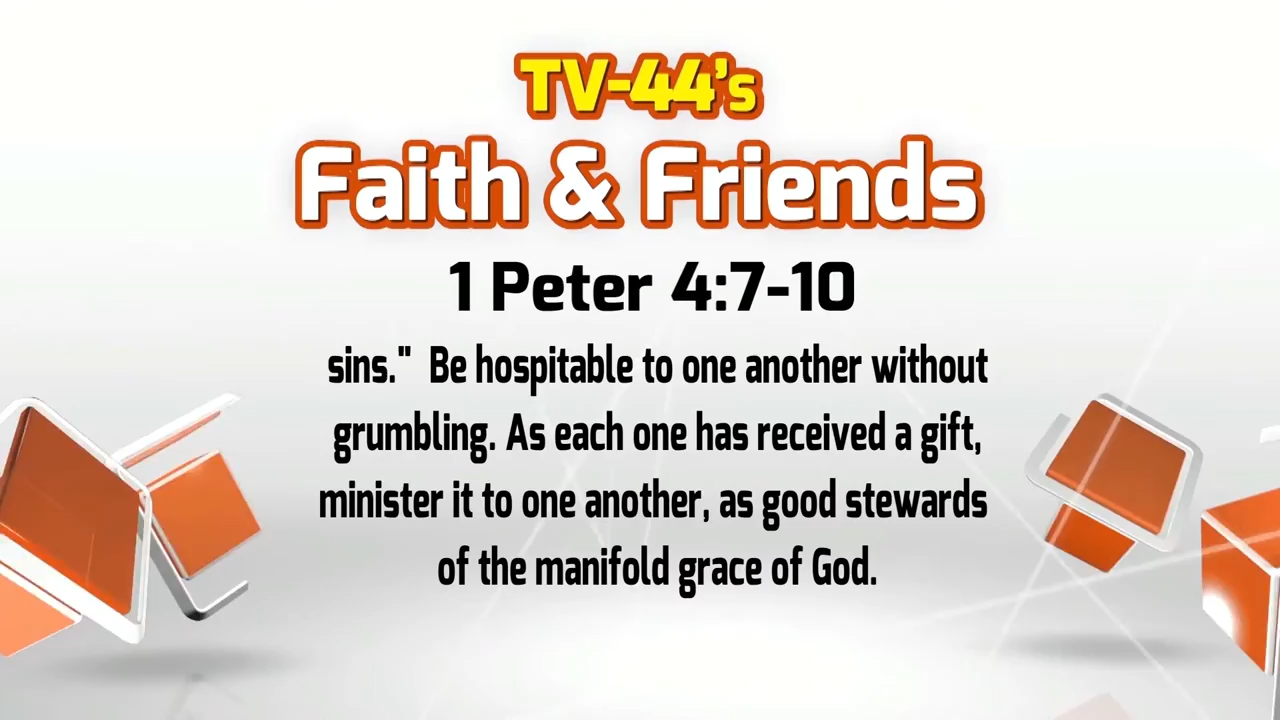 TV-44's
Faith & Friends
1 Peter 4:7-10
sins."  Be hospitable to one another without
grumbling. As each one has received a gift,
minister it to one another, as good stewards
of the manifold grace of God.